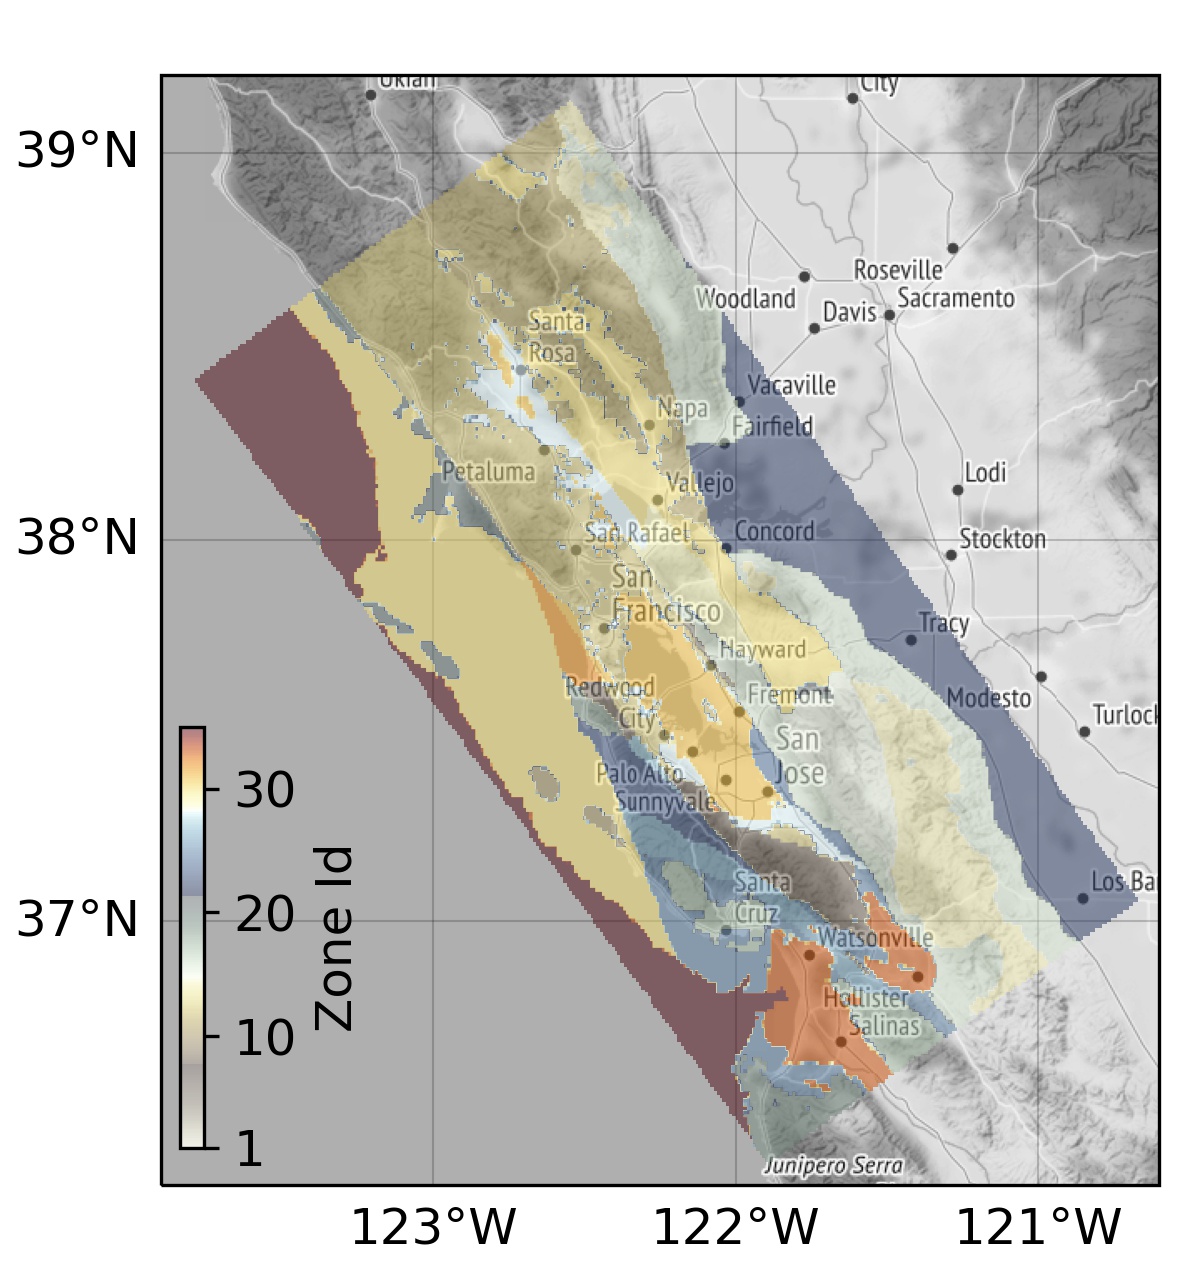 Ukiah
City
39°N
Roseville
Woodland
Sacramento
Davis
Santa
Rosa
Vacaville
Napa
Fairfield
Lodi
Petaluma
Vallejo
38°N
San Rafael
Concord
Stockton
San
Francisco
Tracy
Hayward
Redwood
City
Fremont
Modesto
Turlock
San
Jose
Palo Alto
Sunnyvale
30
20
10
1
Zone Id
Santa
Cruz
Los Ba
37°N
Watsonville
Hollister
Salinas
Junipero Serra
123°W
122°W
121°W